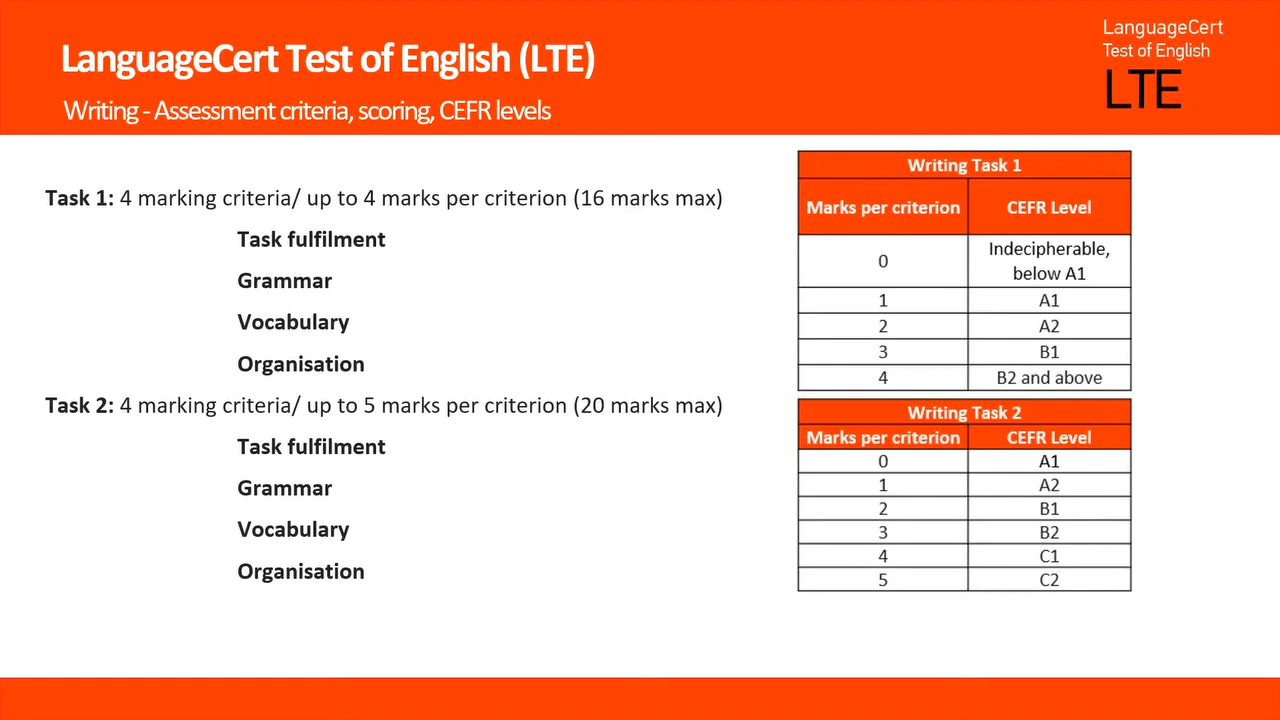 LanguageCert Test of English (LTE)
Writing - Assessment criteria, scoring, CEFR levels
LanguageCert
Test of English
LTE
Task 1: 4 marking criteria/ up to 4 marks per criterion (16 marks max)
Task fulfilment
Grammar
Vocabulary
Organisation
Task 2: 4 marking criteria/ up to 5 marks per criterion (20 marks max)
Task fulfilment
Grammar
Vocabulary
Organisation
Writing Task 1
Marks per criterion CEFR Level
0 Indecipherable,
below A1
1 A1
2 A2
3 B1
4 B2 and above
Writing Task 2
Marks per criterion CEFR Level
0 A1
1 A2
2 B1
3 B2
4 C1
5 C2